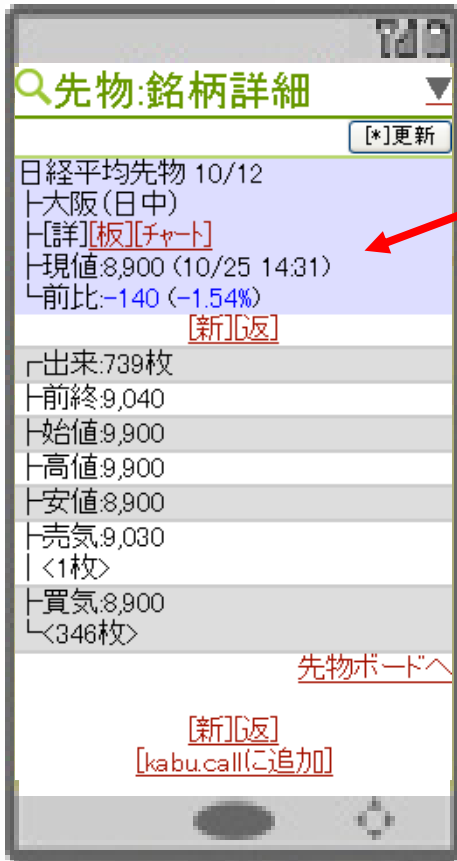 先物:銘柄詳細 ▼
[*]更新
日経平均先物 10/12
├大阪(日中)
├[詳][板][チャート]
├現値:8,900 (10/25 14:31)
└前比:-140 (-1.54%)
[新][返]
┌出来:739枚
├前終:9,040
├始値:9,900
├高値:9,900
├安値:8,900
├売気:9,030
| <1枚>
├買気:8,900
└<346枚>
先物ボードへ
[新][返]
[kabu.callに追加]